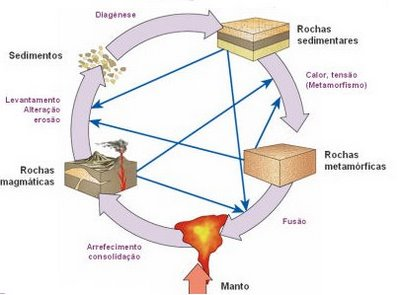 Diagénese
Rochas
sedimentares
Sedimentos
Calor, tensão
(Metamorfismo)
Levantamento
Alteração
erosão
Rochas
magmáticas
Rochas
metamórficas
Fusão
Arrefecimento
consolidação
Manto